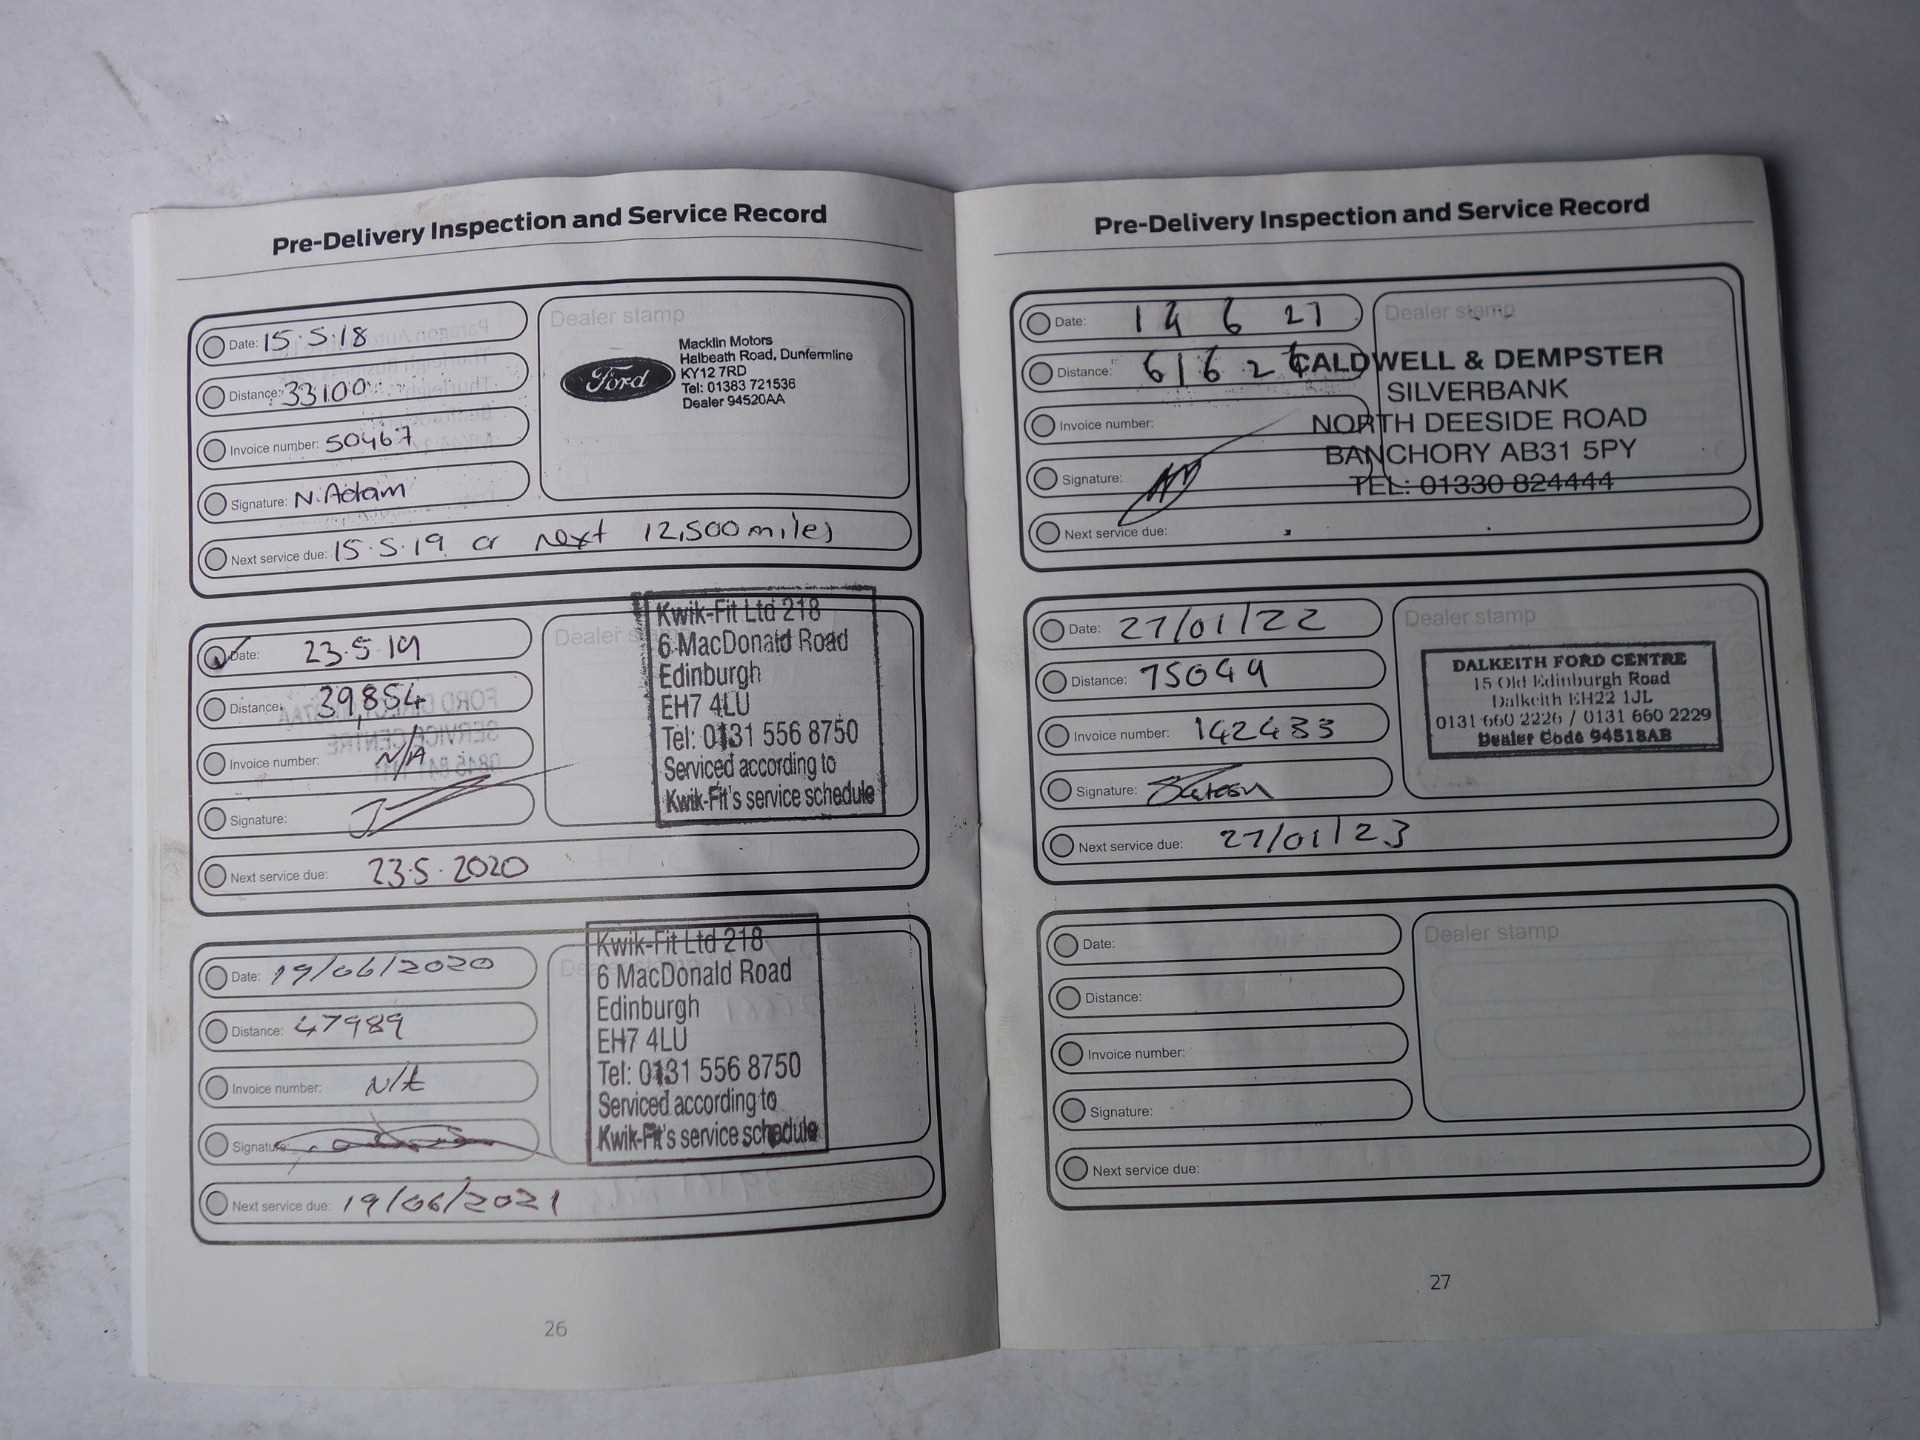 Pre-Delivery Inspection and Service Record
Date: 15.5.18
Distance: 33100
Invoice number: 50467
Signature: N. Adam
Next service due: 15.5.19 or next 12,500 miles
Dealer stamp
Ford
Macklin Motors
Halbeath Road, Dunfermline
KY12 7RD
Tel: 01383 721536
Dealer 94520AA
Date: 23.5.19
Distance: 39,854
Invoice number: N/A
Signature:
Next service due: 23.5.2020
Dealer stamp
Kwik-Fit Ltd 218
6 MacDonald Road
Edinburgh
EH7 4LU
Tel: 0131 556 8750
Serviced according to
Kwik-Fit's service schedule
Date: 19/06/2020
Distance: 47989
Invoice number: N/A
Signature:
Next service due: 19/06/2021
Dealer stamp
Kwik-Fit Ltd 218
6 MacDonald Road
Edinburgh
EH7 4LU
Tel: 0131 556 8750
Serviced according to
Kwik-Fit's service schedule
26
Pre-Delivery Inspection and Service Record
Date: 14 6 21
Distance: 6162
Invoice number:
Signature:
Next service due:
Dealer stamp
CALDWELL & DEMPSTER
SILVERBANK
NORTH DEESIDE ROAD
BANCHORY AB31 5PY
TEL: 01330 824444
Date: 27/01/22
Distance: 75049
Invoice number: 142433
Signature:
Next service due: 27/01/23
Dealer stamp
DALKEITH FORD CENTRE
15 Old Edinburgh Road
Dalkeith EH22 1JL
0131 660 2226 / 0131 660 2229
Dealer Code 94518AB
Date:
Distance:
Invoice number:
Signature:
Next service due:
Dealer stamp
27